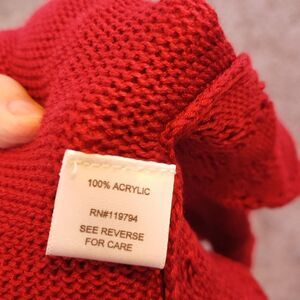 100% ACRYLIC
RN#119794
SEE REVERSE
FOR CARE